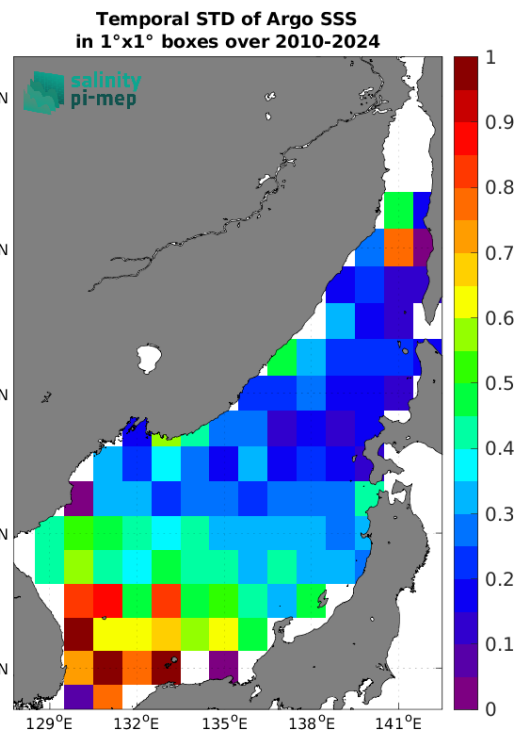 Temporal STD of Argo SSS
in 1°x1° boxes over 2010-2024
salinity
pi-mep
N
N
N
N
N
1
0.9
0.8
0.7
0.6
0.5
0.4
0.3
0.2
0.1
0
129°E 132°E 135°E 138°E 141°E